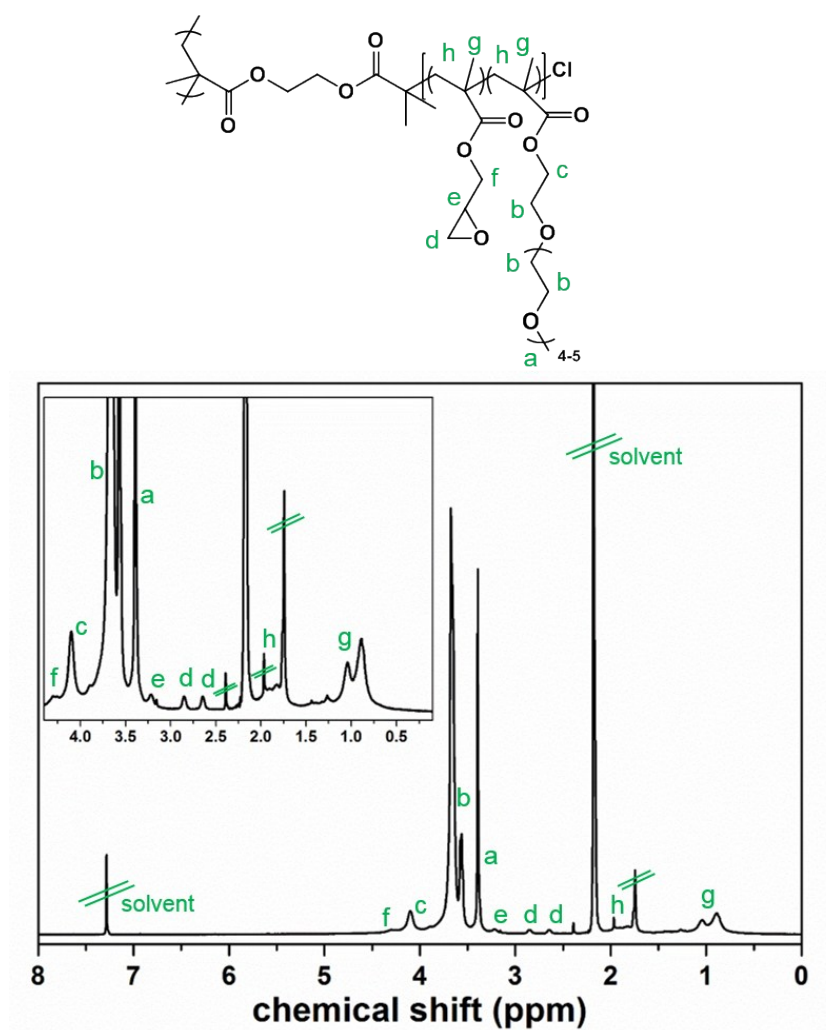 h g h g
Cl
O O O
O O O O
O O
f c
e
b
d O O
b b
O
a 4-5
b
a
c
f e d d h g
4.0 3.5 3.0 2.5 2.0 1.5 1.0 0.5
solvent
b
a
solvent
f c e d d h g
8 7 6 5 4 3 2 1 0
chemical shift (ppm)